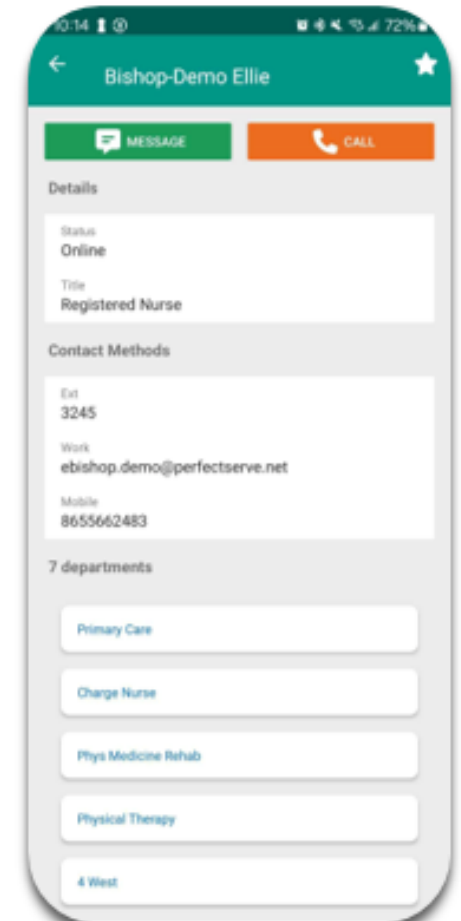 10:14 72%
Bishop-Demo Ellie
MESSAGE CALL
Details
Status
Online
Title
Registered Nurse
Contact Methods
Ext
3245
Work
ebishop.demo@perfectserve.net
Mobile
8655662483
7 departments
Primary Care
Charge Nurse
Phys Medicine Rehab
Physical Therapy
4 West